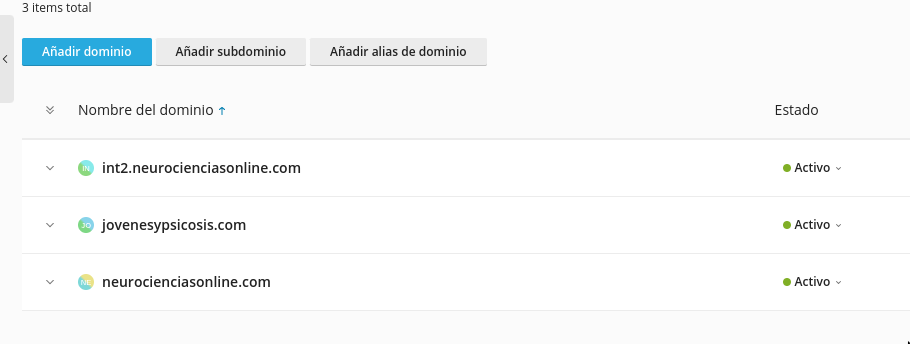 3 items total
Añadir dominio Añadir subdominio Añadir alias de dominio
Nombre del dominio ↑ Estado
IN int2.neurocienciasonline.com Activo
JO jovenesypsicosis.com Activo
NE neurocienciasonline.com Activo